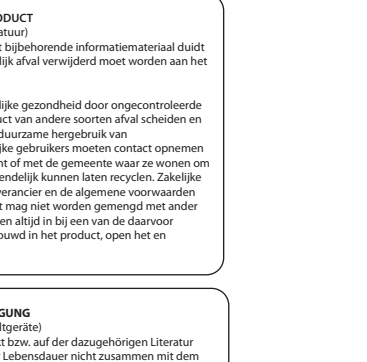 ODUCT
atuur)
t bijbehorende informatiemateriaal duidt
lijk afval verwijderd moet worden aan het
lijke gezondheid door ongecontroleerde
uct van andere soorten afval scheiden en
duurzame hergebruik van
jke gebruikers moeten contact opnemen
nt of met de gemeente waar ze wonen om
endelijk kunnen laten recyclen. Zakelijke
verancier en de algemene voorwaarden
t mag niet worden gemengd met ander
en altijd in bij een van de daarvoor
ouwd in het product, open het en
GUNG
ltgeräte)
t bzw. auf der dazugehörigen Literatur
r Lebensdauer nicht zusammen mit dem